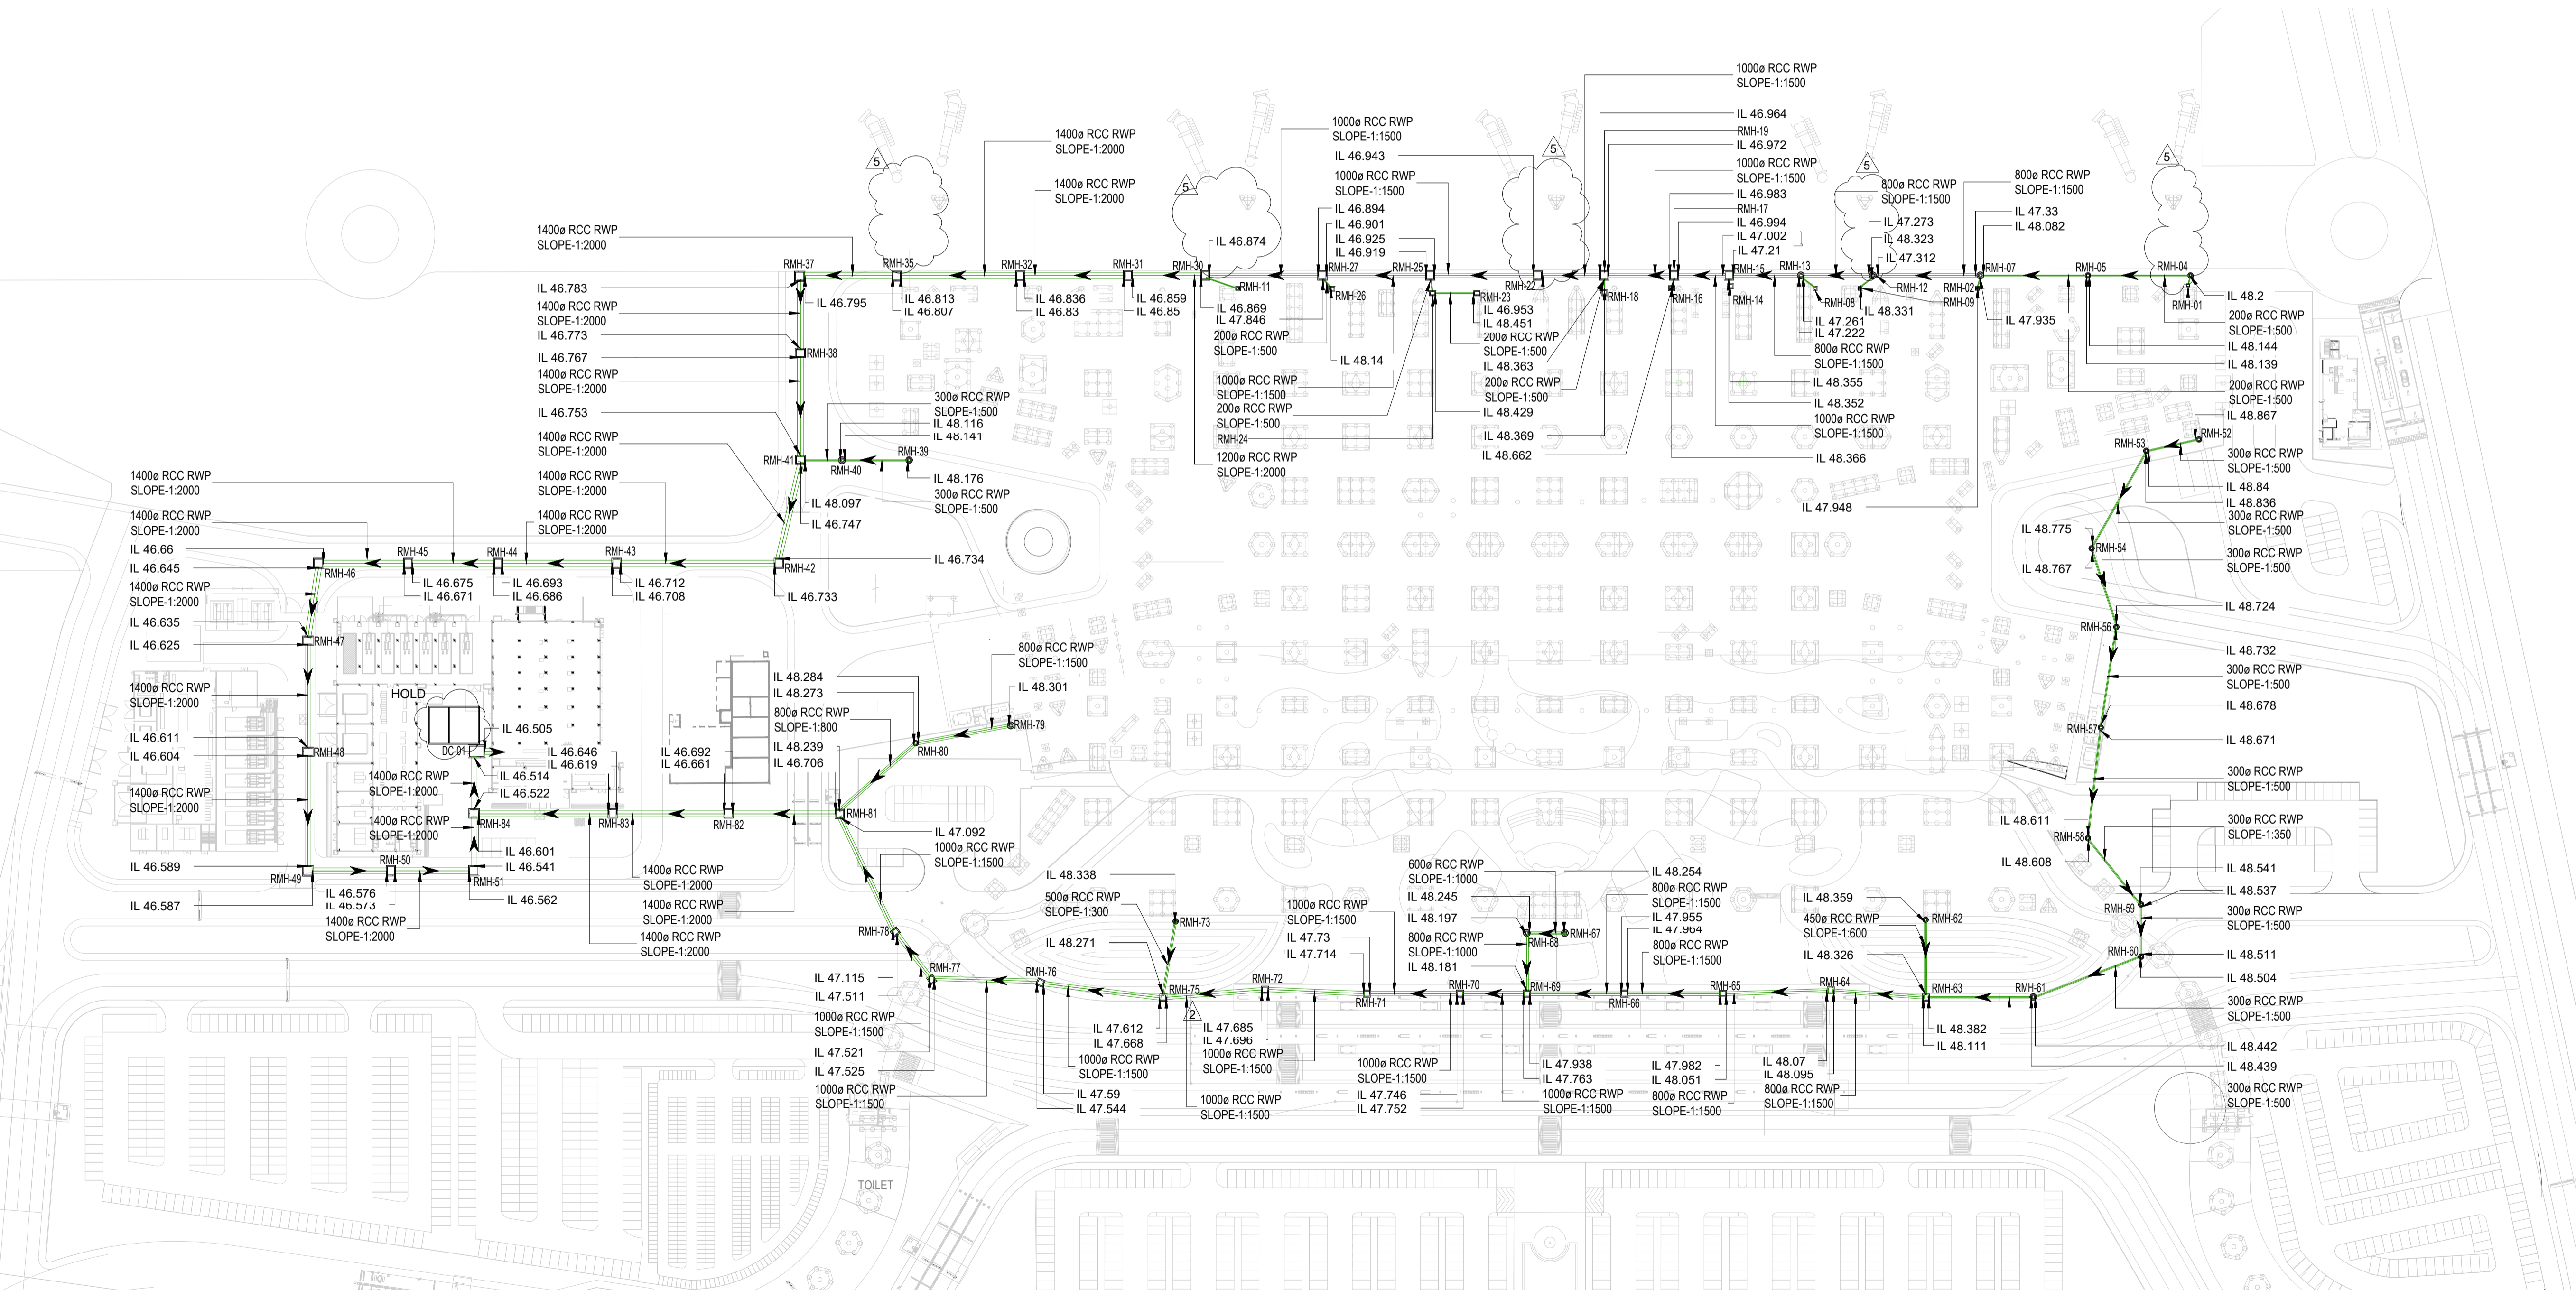 1000ø RCC RWP
SLOPE-1:1500
IL 46.964
RMH-19
IL 46.972
1000ø RCC RWP
SLOPE-1:1500
IL 46.983
RMH-17
IL 46.994
IL 47.002
IL 47.21
1000ø RCC RWP
SLOPE-1:1500
IL 46.943
1000ø RCC RWP
SLOPE-1:1500
IL 46.894
IL 46.901
IL 46.925
IL 46.919
1400ø RCC RWP
SLOPE-1:2000
1400ø RCC RWP
SLOPE-1:2000
1400ø RCC RWP
SLOPE-1:2000
5
5
5
5
5
800ø RCC RWP
SLOPE-1:1500
800ø RCC RWP
SLOPE-1:1500
IL 47.273
IL 48.323
IL 47.312
IL 47.33
IL 48.082
IL 46.874
RMH-37
RMH-35
RMH-32
RMH-31
RMH-30
RMH-27
RMH-25
RMH-22
RMH-15
RMH-13
RMH-07
RMH-05
RMH-04
RMH-11
RMH-26
RMH-23
RMH-18
RMH-16
RMH-14
RMH-08
RMH-12
RMH-09
RMH-02
RMH-01
IL 46.783
1400ø RCC RWP
SLOPE-1:2000
IL 46.773
IL 46.767
1400ø RCC RWP
SLOPE-1:2000
IL 46.753
1400ø RCC RWP
SLOPE-1:2000
IL 46.795
IL 46.813
IL 46.807
IL 46.836
IL 46.83
IL 46.859
IL 46.85
IL 46.869
IL 47.846
200ø RCC RWP
SLOPE-1:500
IL 48.14
1000ø RCC RWP
SLOPE-1:1500
200ø RCC RWP
SLOPE-1:500
RMH-24
1200ø RCC RWP
SLOPE-1:2000
IL 46.953
IL 48.451
200ø RCC RWP
SLOPE-1:500
IL 48.363
200ø RCC RWP
SLOPE-1:500
IL 48.429
IL 48.369
IL 48.662
IL 47.261
IL 47.222
800ø RCC RWP
SLOPE-1:1500
IL 48.355
IL 48.352
1000ø RCC RWP
SLOPE-1:1500
IL 48.366
IL 47.948
IL 48.331
IL 47.935
IL 48.2
200ø RCC RWP
SLOPE-1:500
IL 48.144
IL 48.139
200ø RCC RWP
SLOPE-1:500
IL 48.867
RMH-52
RMH-53
300ø RCC RWP
SLOPE-1:500
IL 48.84
IL 48.836
300ø RCC RWP
SLOPE-1:500
IL 48.775
RMH-54
IL 48.767
300ø RCC RWP
SLOPE-1:500
IL 48.724
RMH-56
IL 48.732
300ø RCC RWP
SLOPE-1:500
IL 48.678
RMH-57
IL 48.671
300ø RCC RWP
SLOPE-1:500
IL 48.611
RMH-58
IL 48.608
300ø RCC RWP
SLOPE-1:350
IL 48.541
IL 48.537
RMH-59
300ø RCC RWP
SLOPE-1:500
RMH-60
IL 48.511
IL 48.504
300ø RCC RWP
SLOPE-1:500
IL 48.442
IL 48.439
300ø RCC RWP
SLOPE-1:500
RMH-38
300ø RCC RWP
SLOPE-1:500
IL 48.116
IL 48.141
RMH-41
RMH-40
RMH-39
IL 48.176
300ø RCC RWP
SLOPE-1:500
IL 48.097
IL 46.747
IL 46.734
1400ø RCC RWP
SLOPE-1:2000
1400ø RCC RWP
SLOPE-1:2000
1400ø RCC RWP
SLOPE-1:2000
1400ø RCC RWP
SLOPE-1:2000
IL 46.66
IL 46.645
1400ø RCC RWP
SLOPE-1:2000
IL 46.635
IL 46.625
RMH-46
RMH-45
RMH-44
RMH-43
RMH-42
IL 46.675
IL 46.671
IL 46.693
IL 46.686
IL 46.712
IL 46.708
IL 46.733
RMH-47
1400ø RCC RWP
SLOPE-1:2000
IL 46.611
IL 46.604
RMH-48
1400ø RCC RWP
SLOPE-1:2000
IL 46.589
RMH-49
IL 46.587
HOLD
DC-01
IL 46.505
IL 46.514
IL 46.522
1400ø RCC RWP
SLOPE-1:2000
RMH-84
1400ø RCC RWP
SLOPE-1:2000
IL 46.601
IL 46.541
RMH-50
RMH-51
IL 46.562
IL 46.576
IL 46.573
1400ø RCC RWP
SLOPE-1:2000
IL 46.646
IL 46.619
IL 46.692
IL 46.661
RMH-83
RMH-82
RMH-81
1400ø RCC RWP
SLOPE-1:2000
1400ø RCC RWP
SLOPE-1:2000
1400ø RCC RWP
SLOPE-1:2000
IL 48.284
IL 48.273
800ø RCC RWP
SLOPE-1:800
IL 48.239
IL 46.706
800ø RCC RWP
SLOPE-1:1500
IL 48.301
RMH-79
RMH-80
IL 47.092
1000ø RCC RWP
SLOPE-1:1500
RMH-78
RMH-77
IL 47.115
IL 47.511
1000ø RCC RWP
SLOPE-1:1500
IL 47.521
IL 47.525
1000ø RCC RWP
SLOPE-1:1500
IL 48.338
500ø RCC RWP
SLOPE-1:300
IL 48.271
RMH-73
RMH-76
RMH-75
2
RMH-72
IL 47.612
IL 47.668
1000ø RCC RWP
SLOPE-1:1500
IL 47.59
IL 47.544
IL 47.685
IL 47.696
1000ø RCC RWP
SLOPE-1:1500
1000ø RCC RWP
SLOPE-1:1500
1000ø RCC RWP
SLOPE-1:1500
IL 47.73
IL 47.714
RMH-71
RMH-70
600ø RCC RWP
SLOPE-1:1000
IL 48.245
IL 48.197
800ø RCC RWP
SLOPE-1:1000
IL 48.181
RMH-68
RMH-67
RMH-69
IL 48.254
800ø RCC RWP
SLOPE-1:1500
IL 47.955
IL 47.964
800ø RCC RWP
SLOPE-1:1500
RMH-66
RMH-65
RMH-64
1000ø RCC RWP
SLOPE-1:1500
IL 47.746
IL 47.752
IL 47.938
IL 47.763
1000ø RCC RWP
SLOPE-1:1500
IL 47.982
IL 48.051
800ø RCC RWP
SLOPE-1:1500
IL 48.07
IL 48.095
800ø RCC RWP
SLOPE-1:1500
IL 48.359
450ø RCC RWP
SLOPE-1:600
IL 48.326
RMH-62
RMH-63
RMH-61
IL 48.382
IL 48.111
TOILET